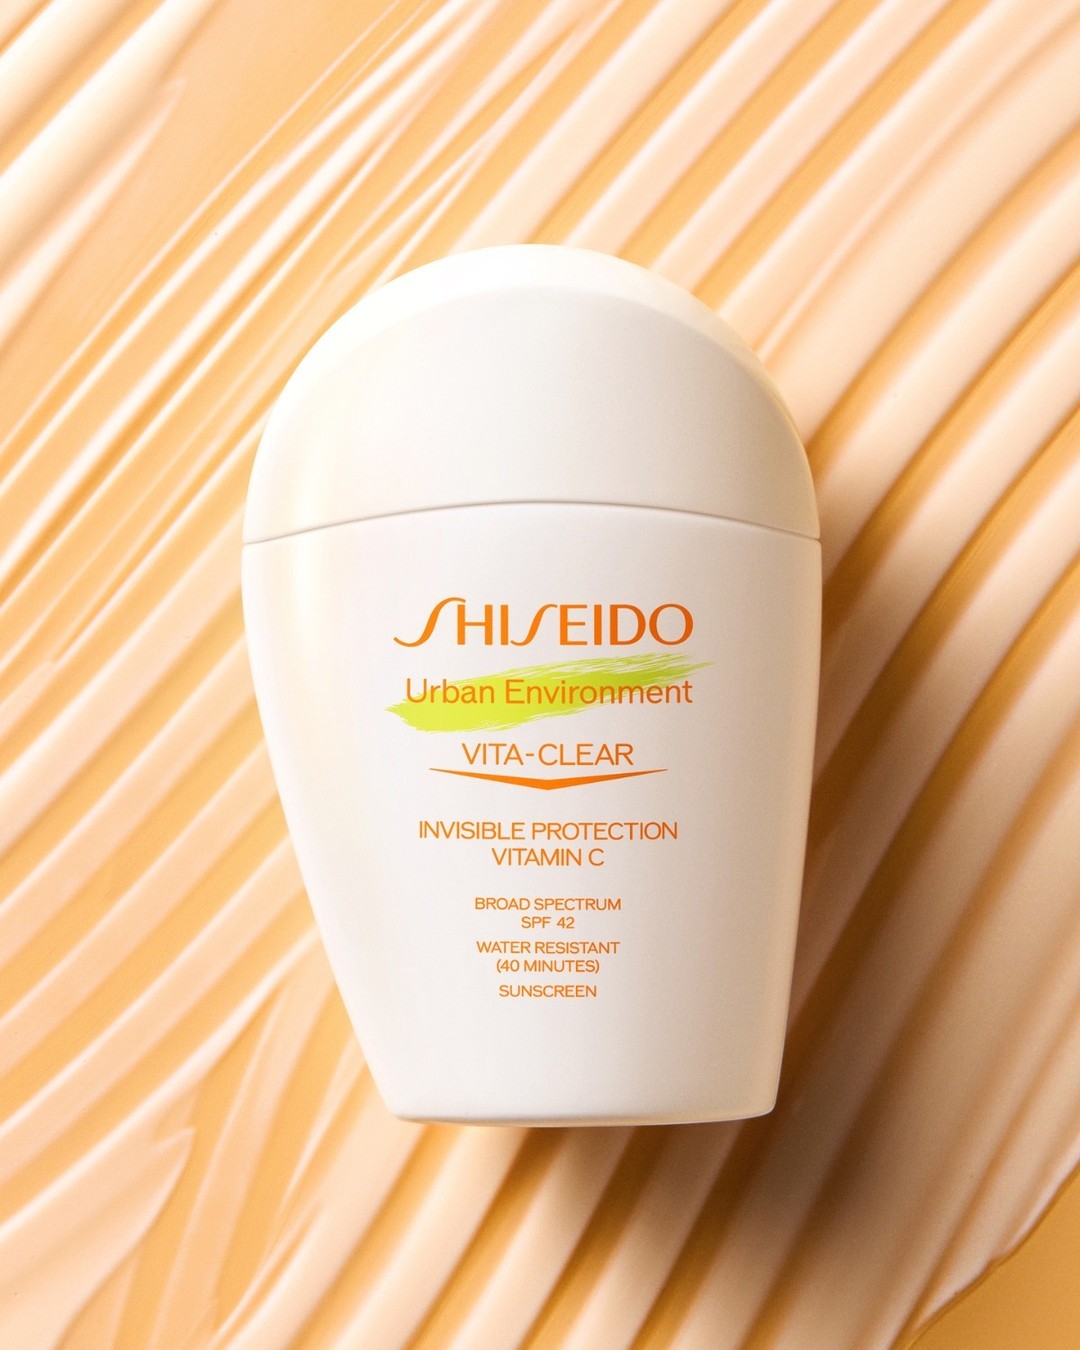 SHISEIDO
Urban Environment
VITA-CLEAR
INVISIBLE PROTECTION
VITAMIN C
BROAD SPECTRUM
SPF 42
WATER RESISTANT
(40 MINUTES)
SUNSCREEN